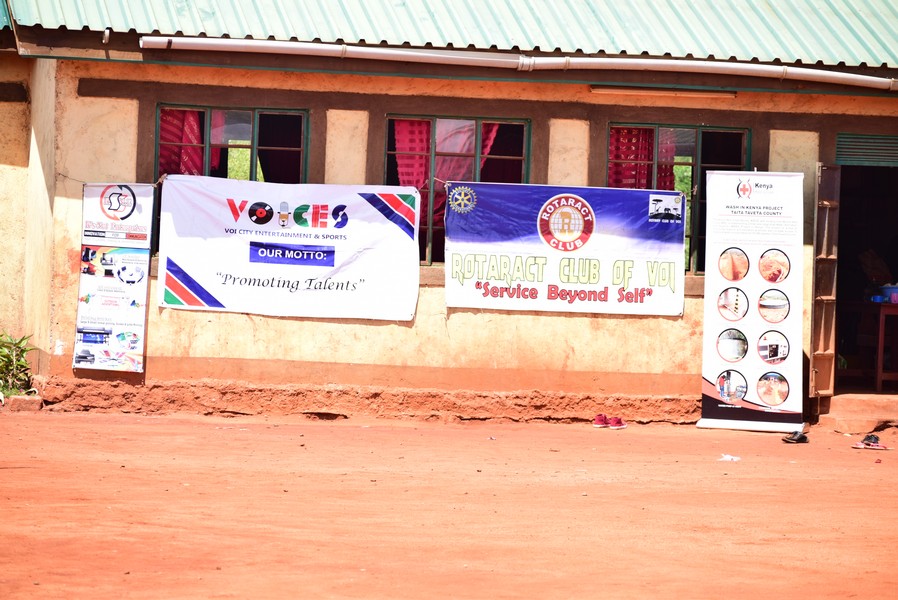 VOICES
VOI CITY ENTERTAINMENT & SPORTS
OUR MOTTO:
"Promoting Talents"
ROTARACT
CLUB
ROTARACT CLUB OF VOI
"Service Beyond Self"
Kenya
WASH IN KENYA PROJECT
TAITA TAVETA COUNTY